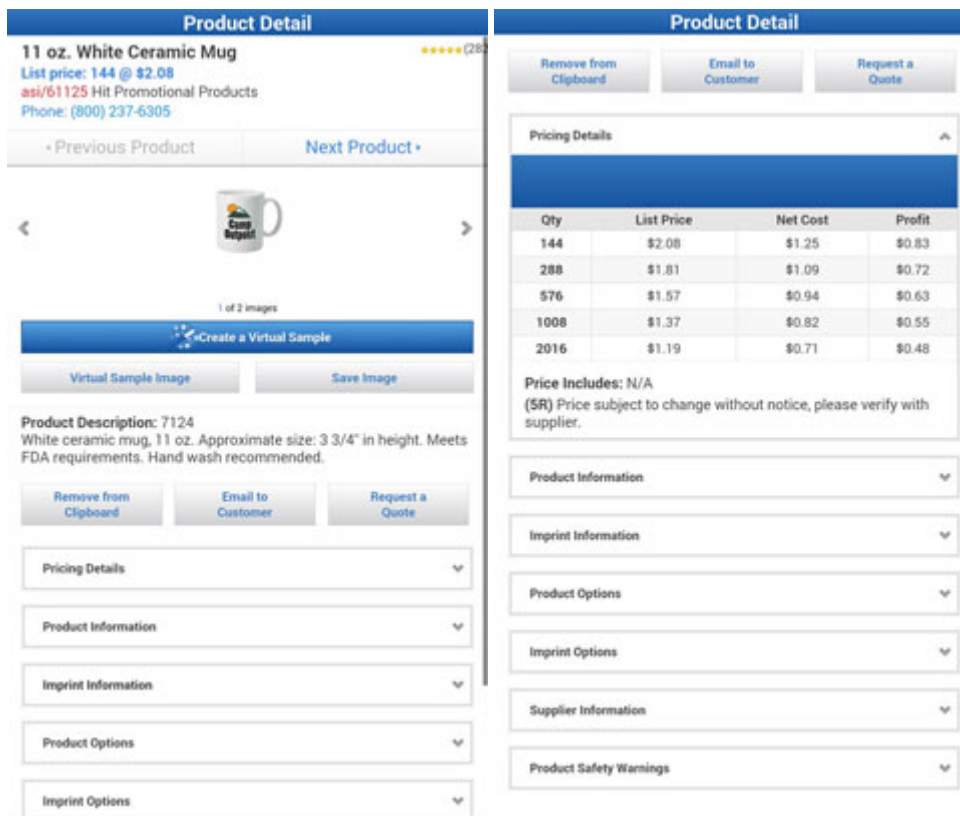 Product Detail
11 oz. White Ceramic Mug
(282
List price: 144 @ $2.08
asi/61125 Hit Promotional Products
Phone: (800) 237-6305
Previous Product
Next Product
Camp
Outpost
1 of 2 images
Create a Virtual Sample
Virtual Sample Image
Save Image
Product Description: 7124
White ceramic mug, 11 oz. Approximate size: 3 3/4" in height. Meets
FDA requirements. Hand wash recommended.
Remove from
Clipboard
Email to
Customer
Request a
Quote
Pricing Details
Product Information
Imprint Information
Product Options
Imprint Options
Product Detail
Remove from
Clipboard
Email to
Customer
Request a
Quote
Pricing Details
Qty List Price Net Cost Profit
144 $2.08 $1.25 $0.83
288 $1.81 $1.09 $0.72
576 $1.57 $0.94 $0.63
1008 $1.37 $0.82 $0.55
2016 $1.19 $0.71 $0.48
Price Includes: N/A
(5R) Price subject to change without notice, please verify with
supplier.
Product Information
Imprint Information
Product Options
Imprint Options
Supplier Information
Product Safety Warnings